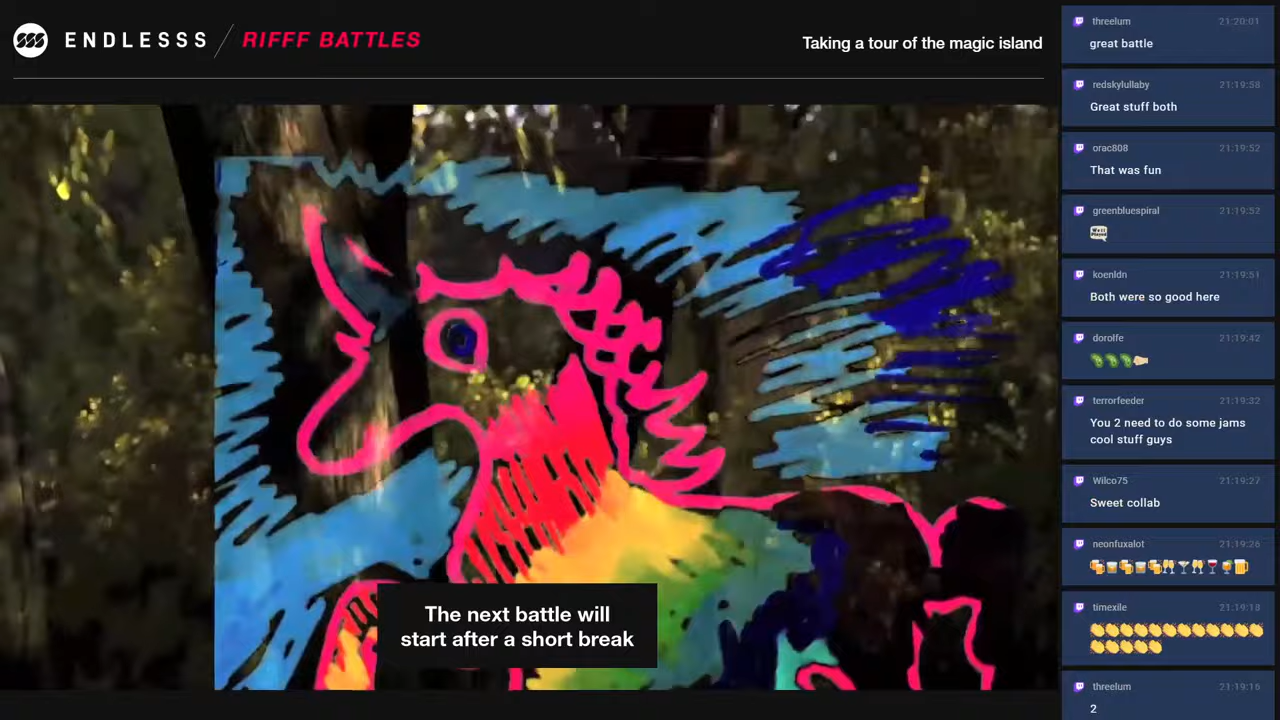 ENDLESSS / RIFFF BATTLES
Taking a tour of the magic island
The next battle will
start after a short break
threelum 21:20:01
great battle
redskylullaby 21:19:58
Great stuff both
orac808 21:19:52
That was fun
greenbluespiral 21:19:52
koenldn 21:19:51
Both were so good here
dorolfe 21:19:42
terrorfeeder 21:19:32
You 2 need to do some jams
cool stuff guys
Wilco75 21:19:27
Sweet collab
neonfuxalot 21:19:26
timexile 21:19:18
threelum 21:19:16
2